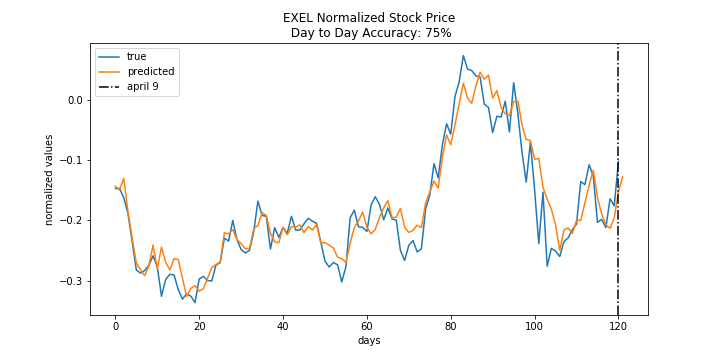 EXEL Normalized Stock Price
Day to Day Accuracy: 75%
true
predicted
april 9
normalized values
0.0
−0.1
−0.2
−0.3
0
20
40
60
80
100
120
days